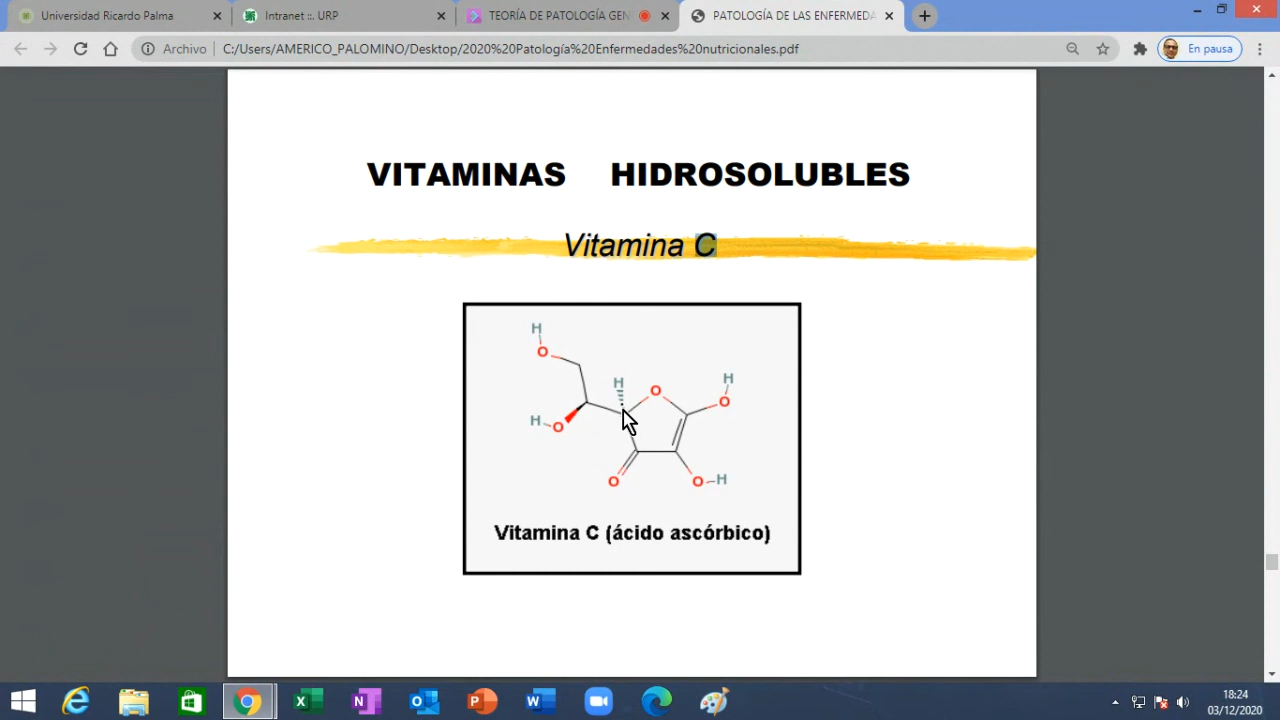 Universidad Ricardo Palma
Intranet ::. URP
TEORÍA DE PATOLOGÍA GEN
PATOLOGÍA DE LAS ENFERMEDA
Archivo
C:/Users/AMERICO_PALOMINO/Desktop/2020%20Patología%20Enfermedades%20nutricionales.pdf
En pausa
VITAMINAS HIDROSOLUBLES
Vitamina C
H
O
H
O
H
O
H
O
O
O H
Vitamina C (ácido ascórbico)
18:24
03/12/2020